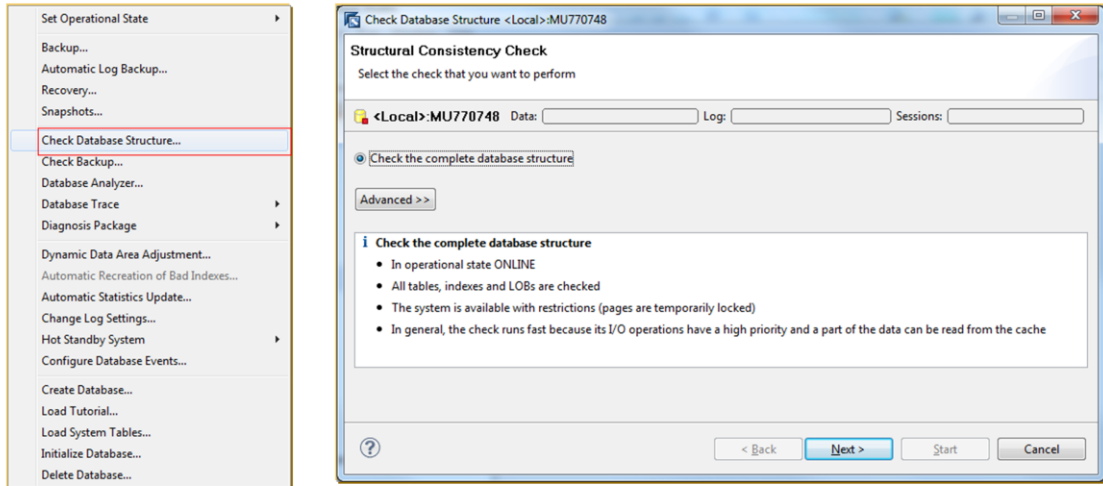 Set Operational State
Backup...
Automatic Log Backup...
Recovery...
Snapshots...
Check Database Structure...
Check Backup...
Database Analyzer...
Database Trace
Diagnosis Package
Dynamic Data Area Adjustment...
Automatic Recreation of Bad Indexes...
Automatic Statistics Update...
Change Log Settings...
Hot Standby System
Configure Database Events...
Create Database...
Load Tutorial...
Load System Tables...
Initialize Database...
Delete Database...
Check Database Structure <Local>:MU770748
Structural Consistency Check
Select the check that you want to perform
<Local>:MU770748 Data: Log: Sessions:
Check the complete database structure
Advanced >>
i Check the complete database structure
• In operational state ONLINE
• All tables, indexes and LOBs are checked
• The system is available with restrictions (pages are temporarily locked)
• In general, the check runs fast because its I/O operations have a high priority and a part of the data can be read from the cache
? < Back Next > Start Cancel